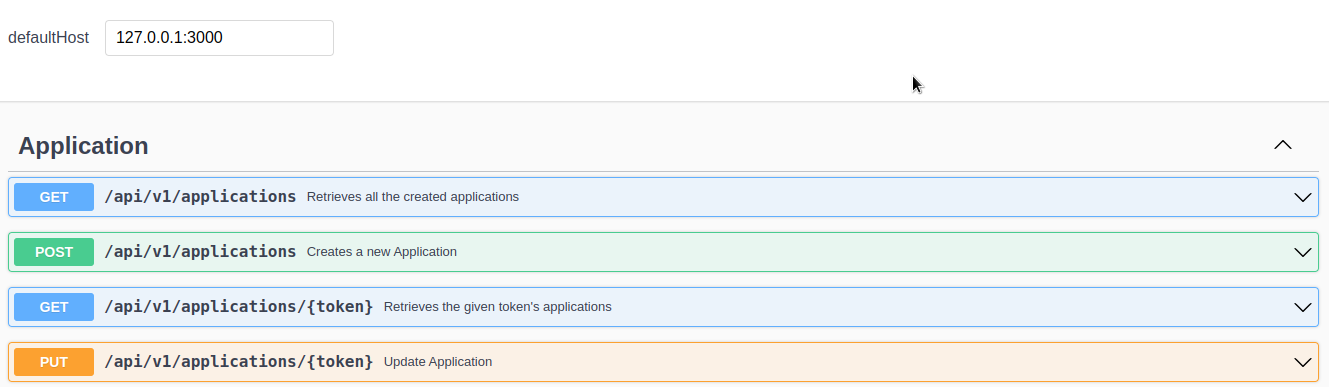 defaultHost 127.0.0.1:3000
Application
GET /api/v1/applications Retrieves all the created applications
POST /api/v1/applications Creates a new Application
GET /api/v1/applications/{token} Retrieves the given token's applications
PUT /api/v1/applications/{token} Update Application